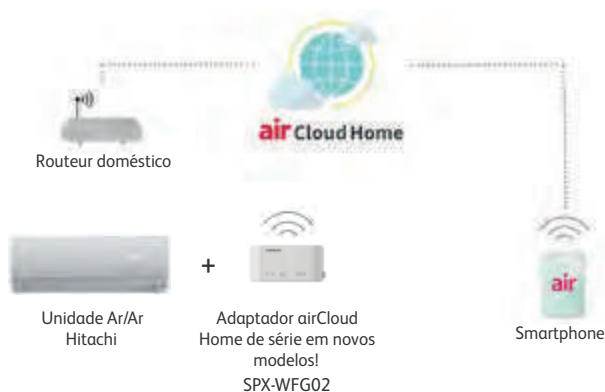 air Cloud Home
Routeur doméstico
+
Unidade Ar/Ar
Hitachi
Adaptador airCloud
Home de série em novos
modelos!
SPX-WFG02
air
Smartphone